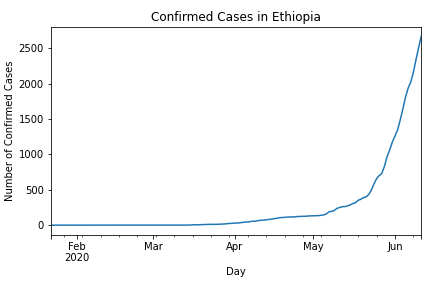 Confirmed Cases in Ethiopia
Number of Confirmed Cases
2500
2000
1500
1000
500
0
Feb
2020
Mar
Apr
May
Jun
Day